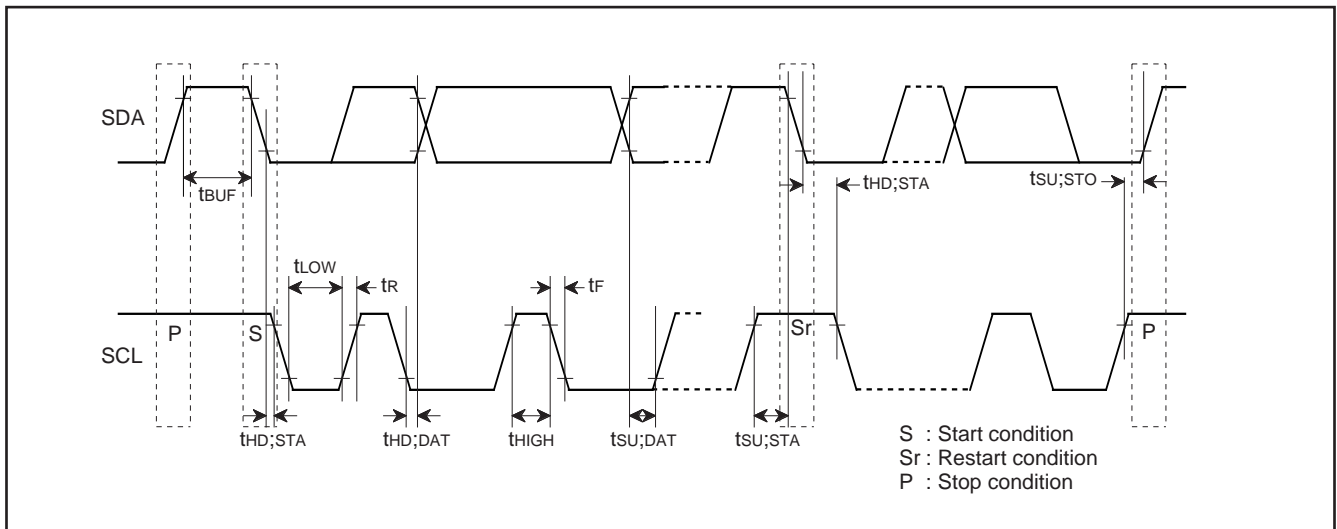 SDA
tBUF
tHD;STA
tSU;STO
tLOW
tR
tF
SCL
P
S
Sr
P
tHD;STA
tHD;DAT
tHIGH
tSU;DAT
tSU;STA
S : Start condition
Sr : Restart condition
P : Stop condition